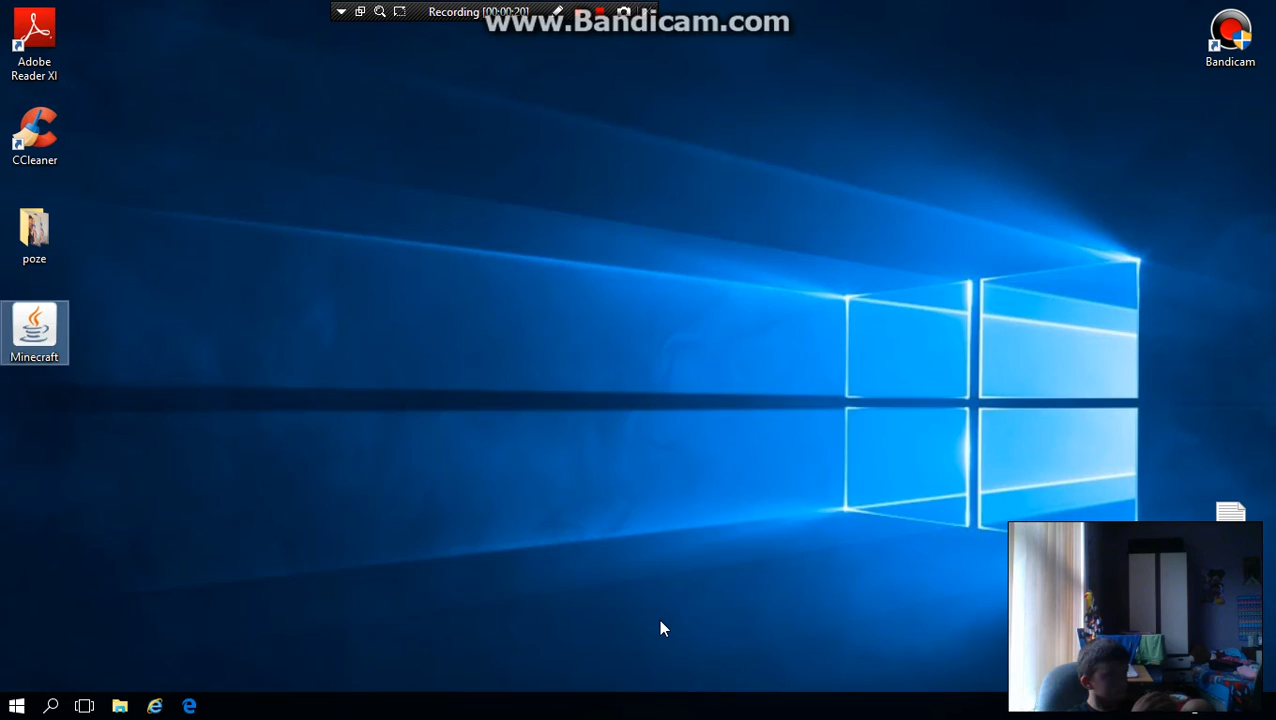 Recording [00:00:20]
www.Bandicam.com
Adobe
Reader XI
Bandicam
CCleaner
poze
Minecraft